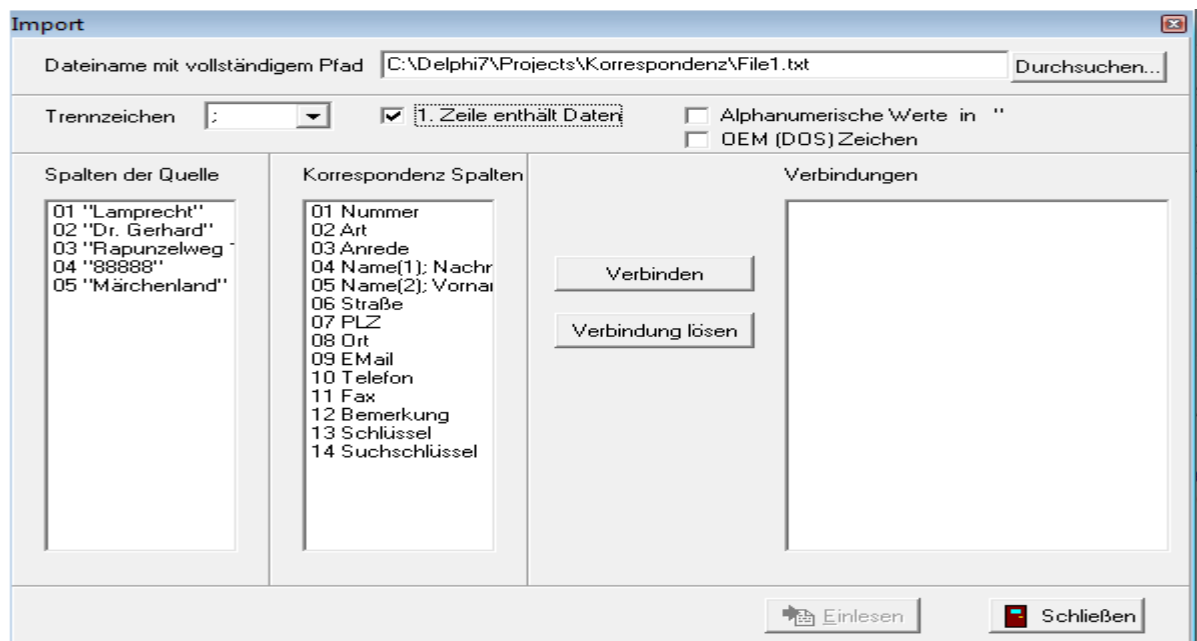 Import
Dateiname mit vollständigem Pfad C:\Delphi7\Projects\Korrespondenz\File1.txt Durchsuchen...
Trennzeichen ; 1. Zeile enthält Daten Alphanumerische Werte in "
OEM (DOS) Zeichen
Spalten der Quelle
01 "Lamprecht"
02 "Dr. Gerhard"
03 "Rapunzelweg
04 "88888"
05 "Märchenland"
Korrespondenz Spalten
01 Nummer
02 Art
03 Anrede
04 Name(1); Nachr
05 Name(2); Vornar
06 Straße
07 PLZ
08 Ort
09 EMail
10 Telefon
11 Fax
12 Bemerkung
13 Schlüssel
14 Suchschlüssel
Verbinden
Verbindung lösen
Verbindungen
Einlesen
Schließen